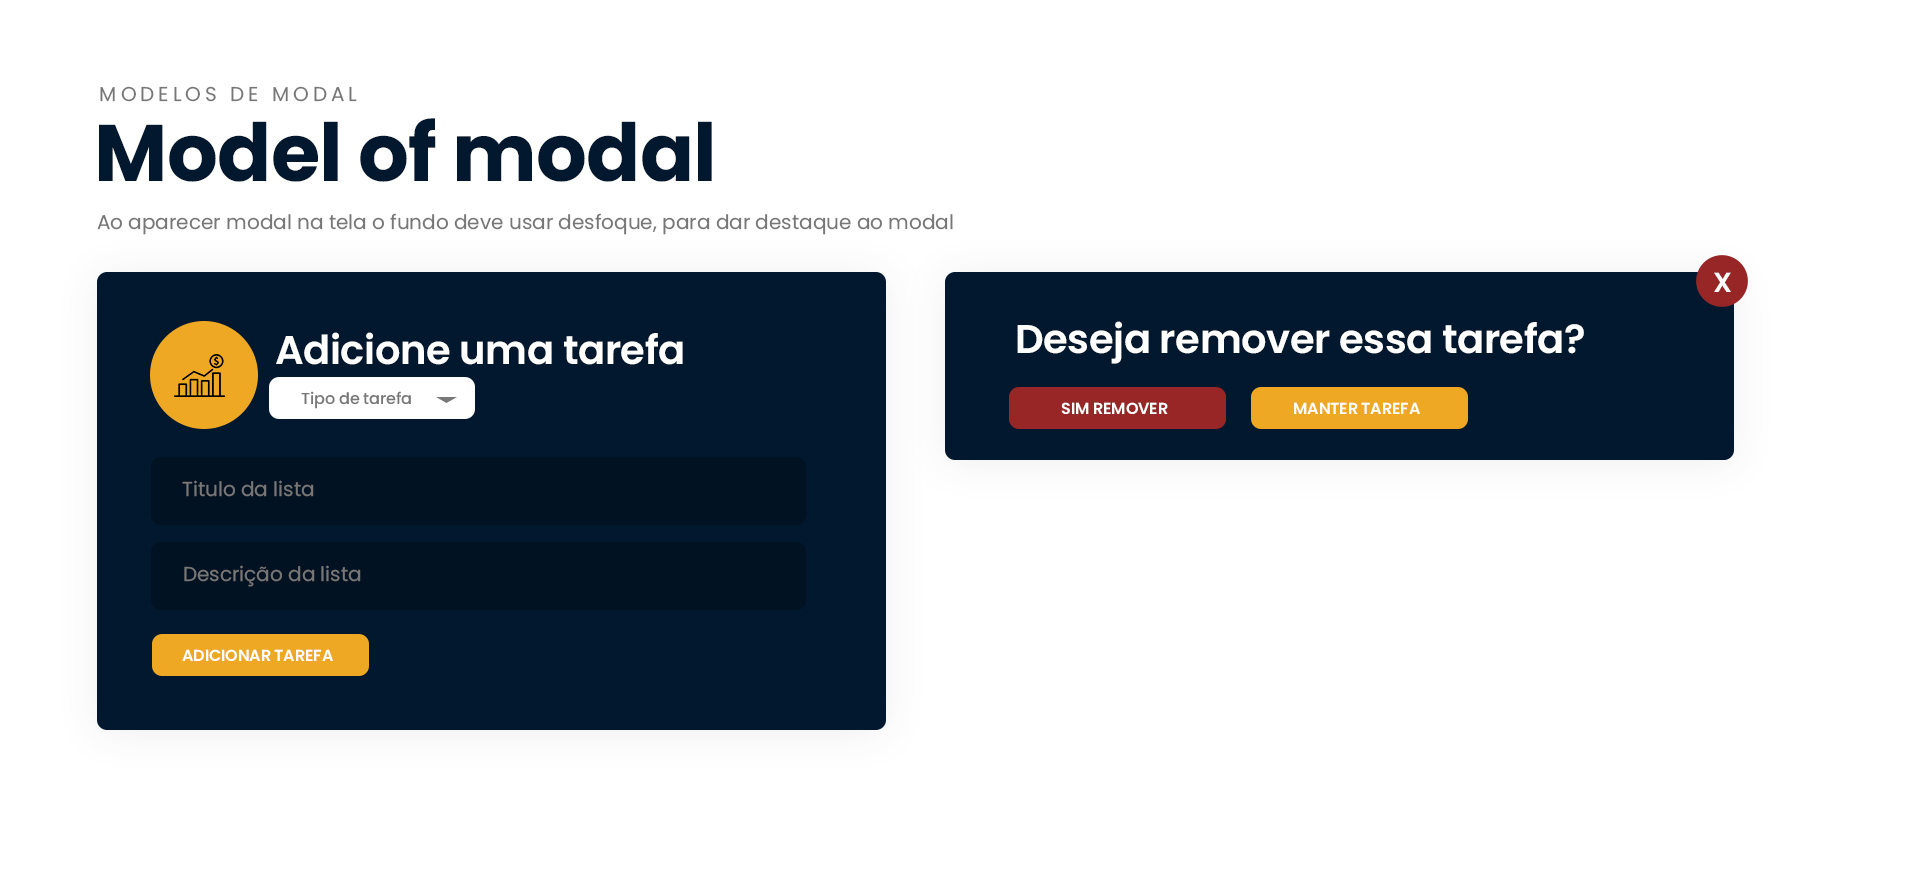 MODELOS DE MODAL
Model of modal
Ao aparecer modal na tela o fundo deve usar desfoque, para dar destaque ao modal
Adicione uma tarefa
$
Tipo de tarefa
Titulo da lista
Descrição da lista
ADICIONAR TAREFA
X
Deseja remover essa tarefa?
SIM REMOVER
MANTER TAREFA